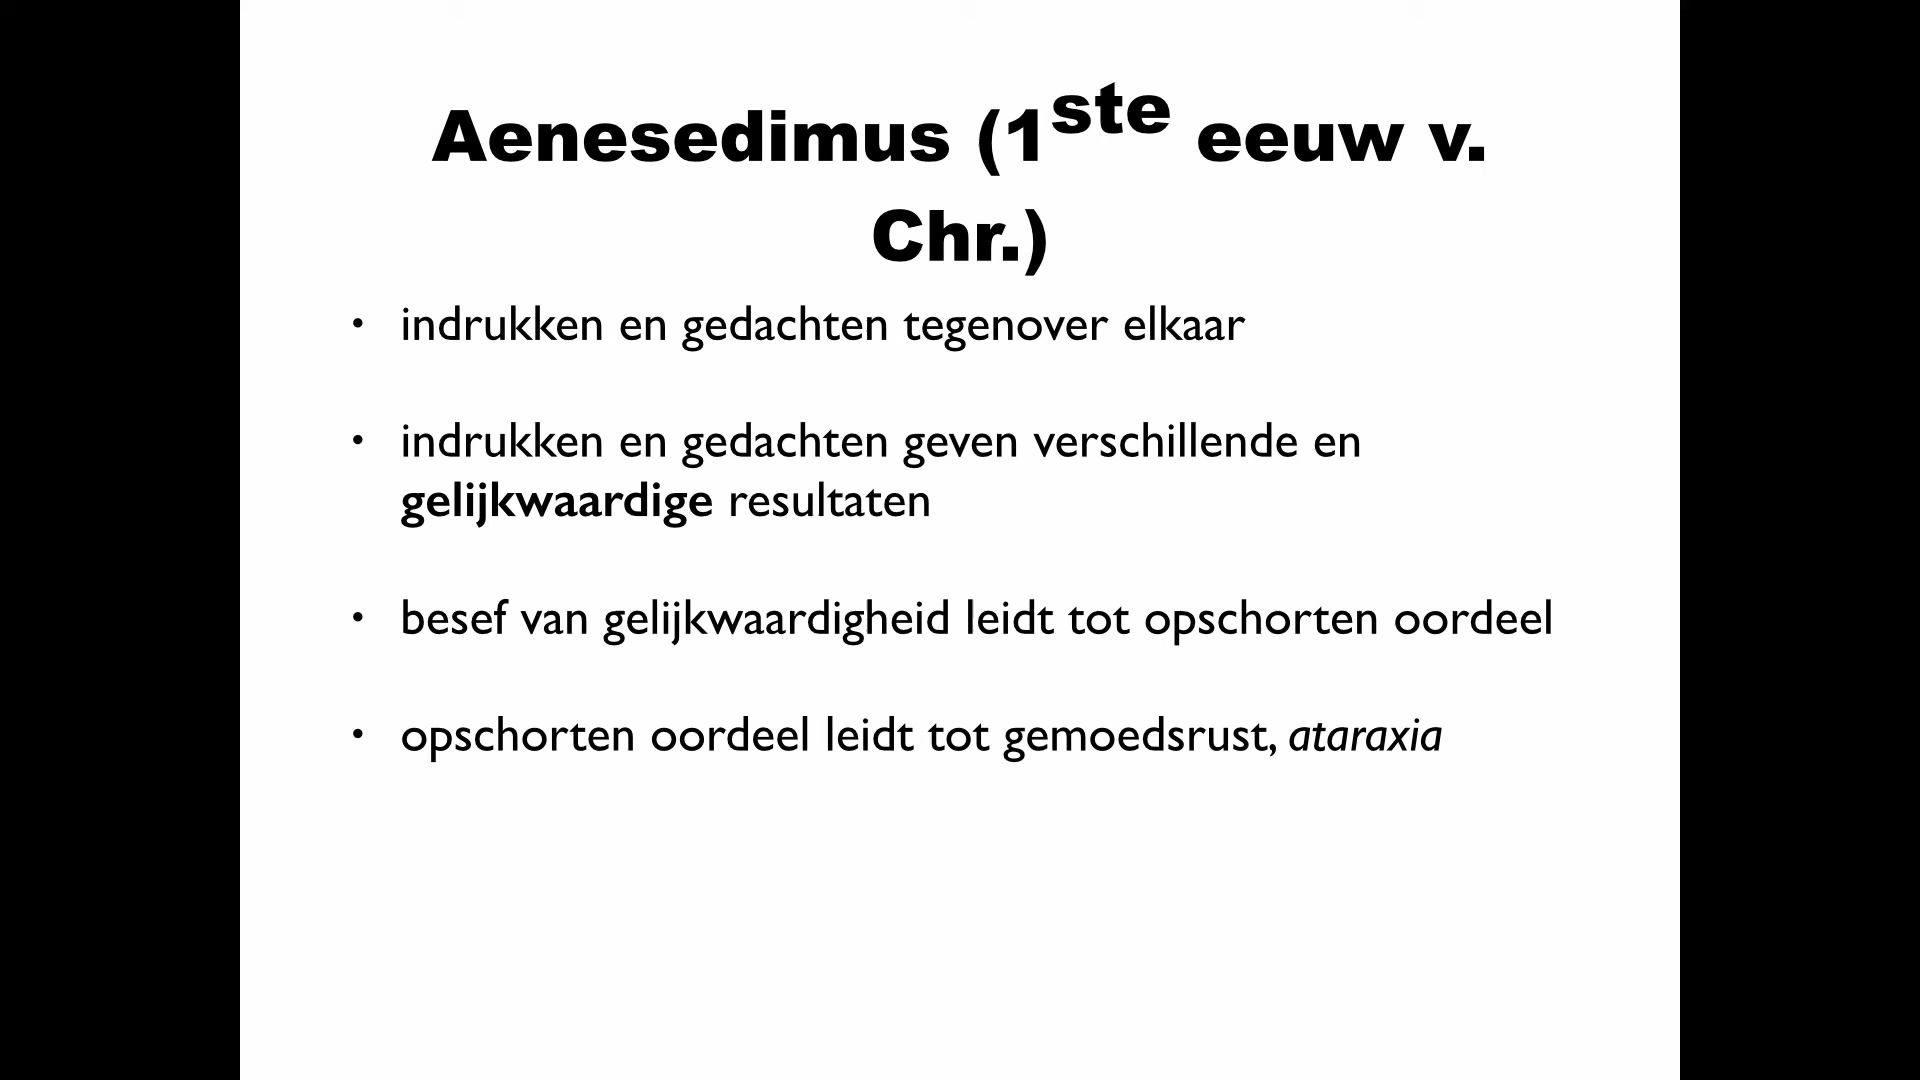 Aenesedimus (1ste eeuw v.
Chr.)
• indrukken en gedachten tegenover elkaar
• indrukken en gedachten geven verschillende en
gelijkwaardige resultaten
• besef van gelijkwaardigheid leidt tot opschorten oordeel
• opschorten oordeel leidt tot gemoedsrust, ataraxia